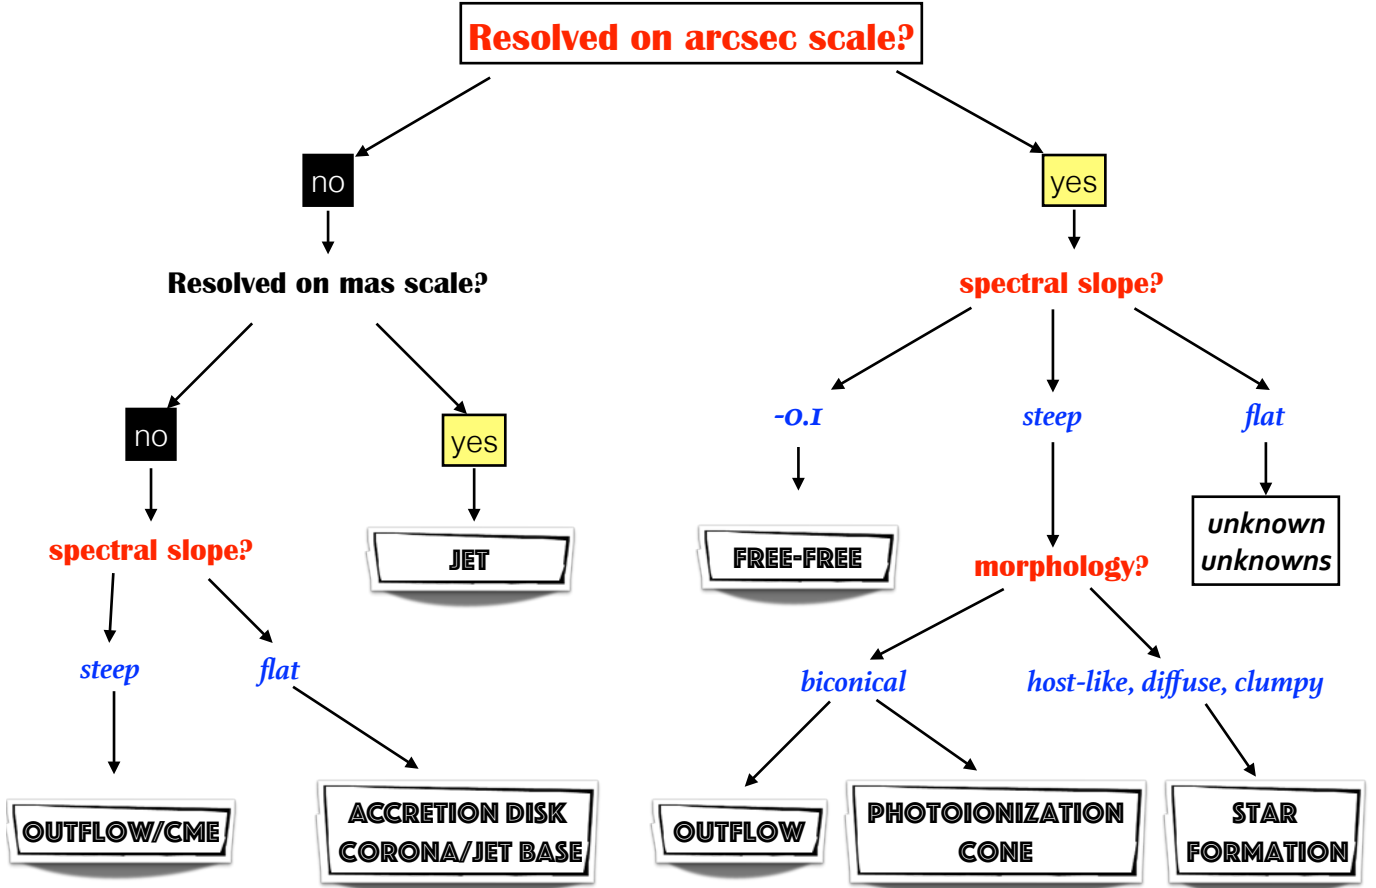 Resolved on arcsec scale?
no
yes
Resolved on mas scale?
spectral slope?
no
yes
-0.1
steep
flat
spectral slope?
JET
FREE-FREE
morphology?
unknown
unknowns
steep
flat
biconical
host-like, diffuse, clumpy
OUTFLOW/CME
ACCRETION DISK
CORONA/JET BASE
OUTFLOW
PHOTOIONIZATION
CONE
STAR
FORMATION